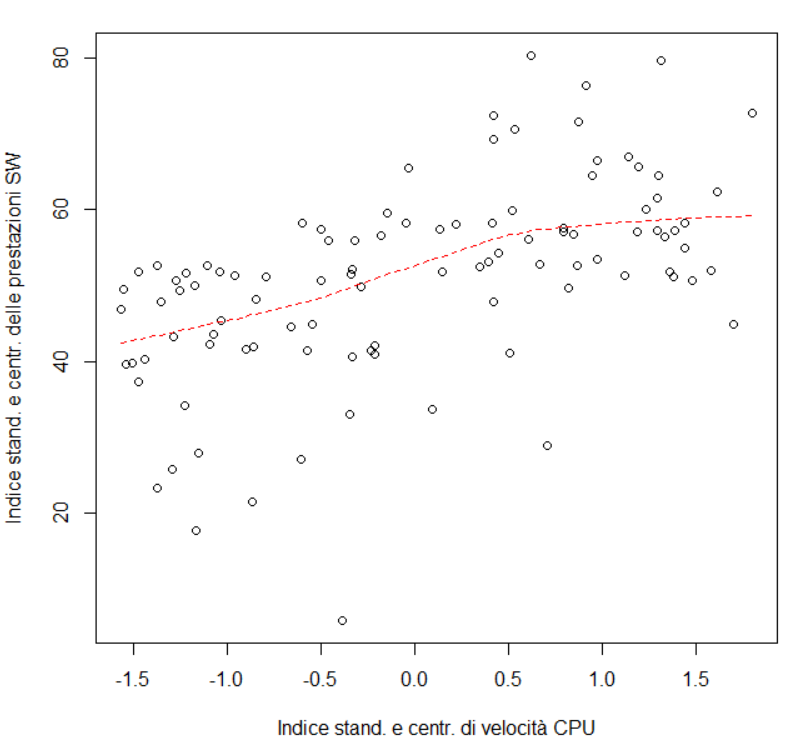 Indice stand. e centr. delle prestazioni SW
80
60
40
20
-1.5 -1.0 -0.5 0.0 0.5 1.0 1.5
Indice stand. e centr. di velocità CPU